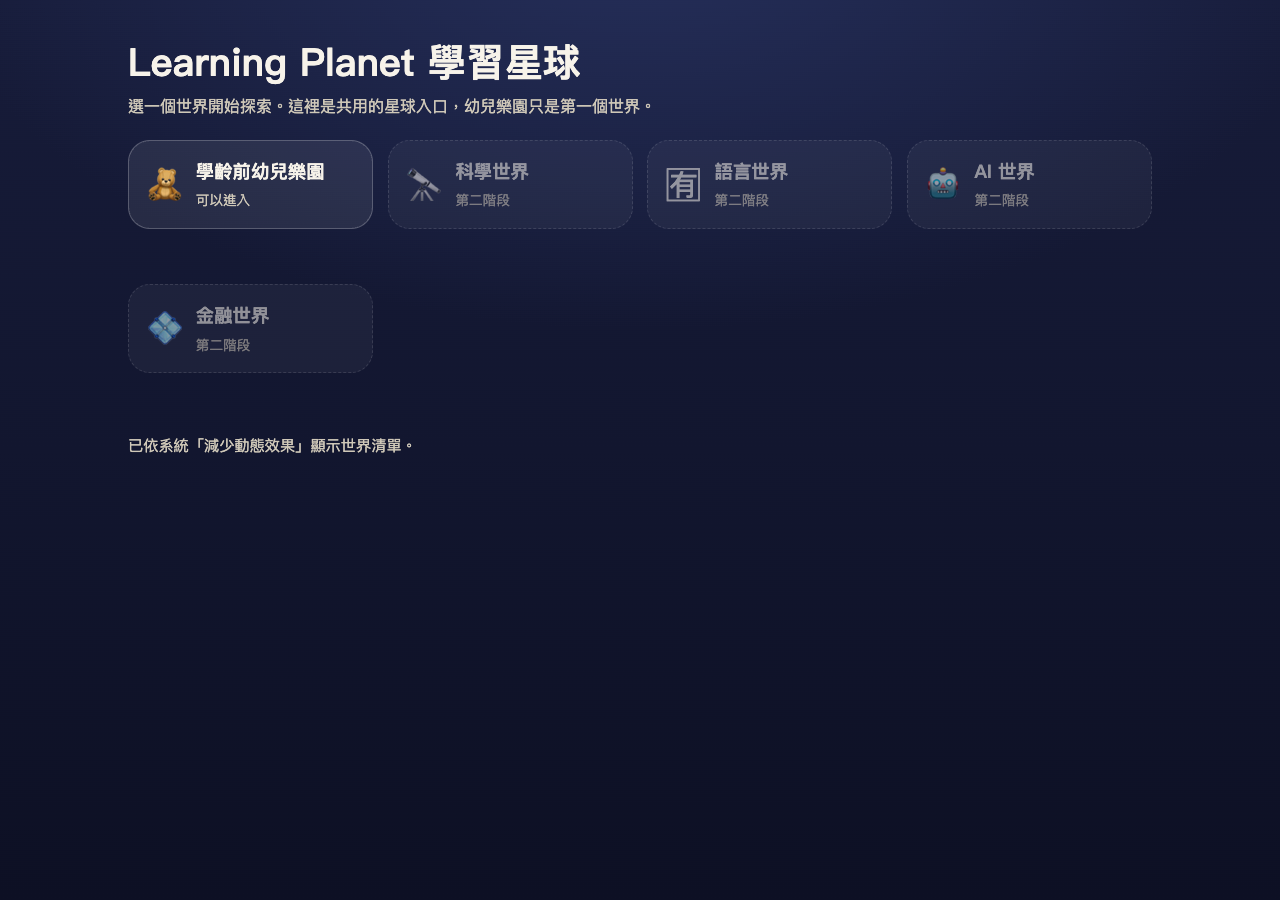 Learning Planet 學習星球
選一個世界開始探索。這裡是共用的星球入口，幼兒樂園只是第一個世界。
學齡前幼兒樂園
可以進入
科學世界
第二階段
有
語言世界
第二階段
AI 世界
第二階段
金融世界
第二階段
已依系統「減少動態效果」顯示世界清單。